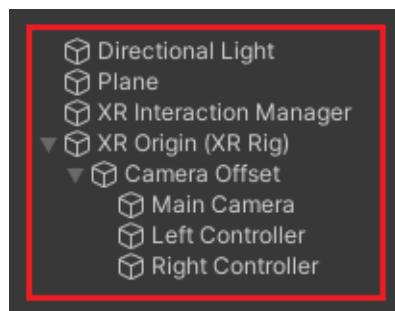 Directional Light
Plane
XR Interaction Manager
XR Origin (XR Rig)
Camera Offset
Main Camera
Left Controller
Right Controller